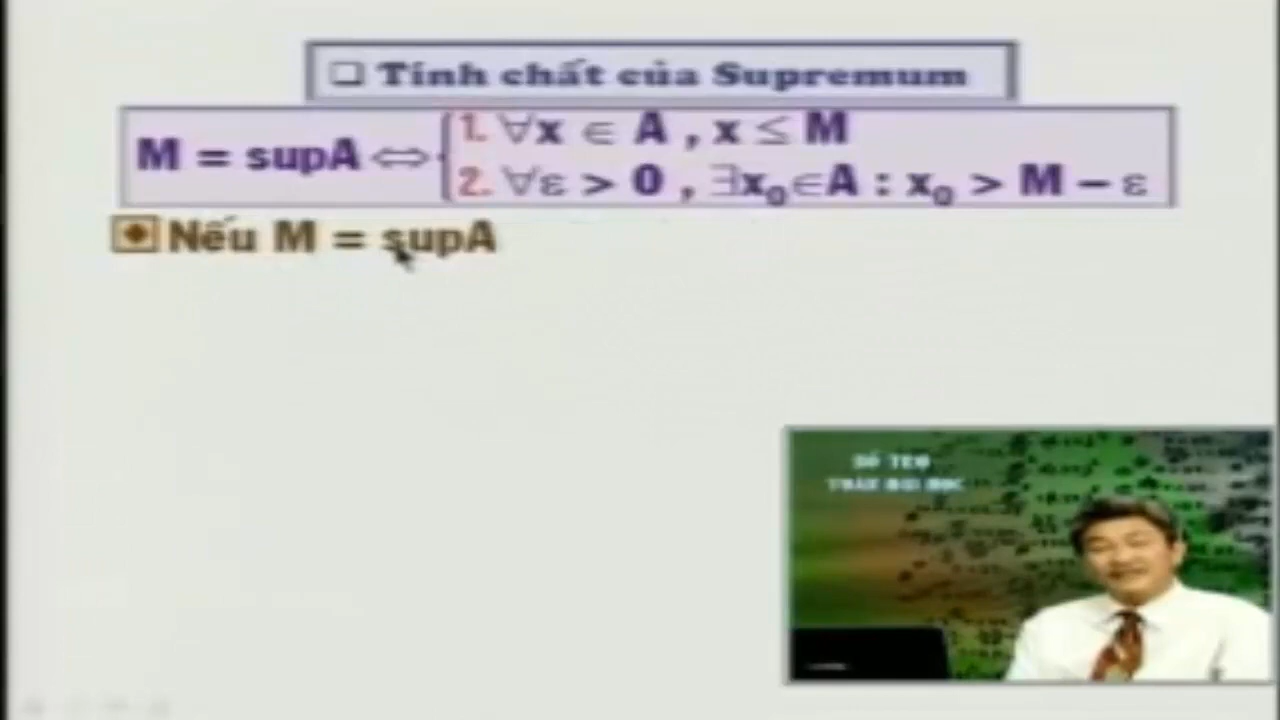 ❑ Tính chất của Supremum
M = supA ⇔ { 1. ∀x ∈ A , x ≤ M
2. ∀ε > 0 , ∃x₀∈A : x₀ > M – ε
Nếu M = supA